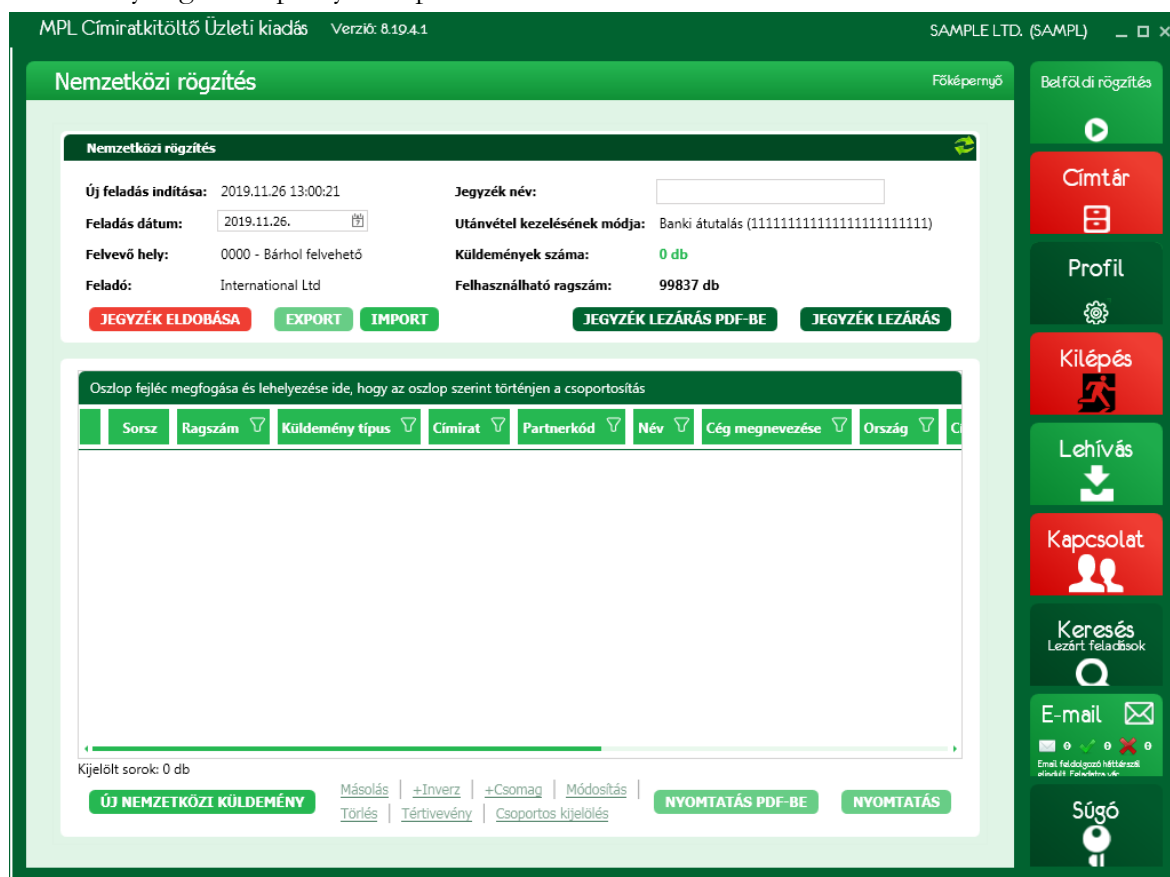 MPL Címiratkitöltő Üzleti kiadás Verzió: 8.19.4.1 SAMPLE LTD. (SAMPL)
Nemzetközi rögzítés Főképernyő
Nemzetközi rögzítés
Új feladás indítása: 2019.11.26 13:00:21 Jegyzék név:
Feladás dátum: 2019.11.26. Utánvétel kezelésének módja: Banki átutalás (111111111111111111111111)
Felvevő hely: 0000 - Bárhol felvehető Küldemények száma: 0 db
Feladó: International Ltd Felhasználható ragszám: 99837 db
JEGYZÉK ELDOBÁSA EXPORT IMPORT JEGYZÉK LEZÁRÁS PDF-BE JEGYZÉK LEZÁRÁS
Oszlop fejléc megfogása és lehelyezése ide, hogy az oszlop szerint történjen a csoportosítás
Sorsz Ragszám Küldemény típus Címirat Partnerkód Név Cég megnevezése Ország
Kijelölt sorok: 0 db
ÚJ NEMZETKÖZI KÜLDEMÉNY
Másolás | +Inverz | +Csomag | Módosítás |
Törlés | Tértivevény | Csoportos kijelölés
NYOMTATÁS PDF-BE NYOMTATÁS
Belföldi rögzítés
Címtár
Profil
Kilépés
Lehívás
Kapcsolat
Keresés
Lezárt feladások
E-mail
0 0 0
Email feldolgozó háttérszál
elindult. Feladatra vár
Súgó